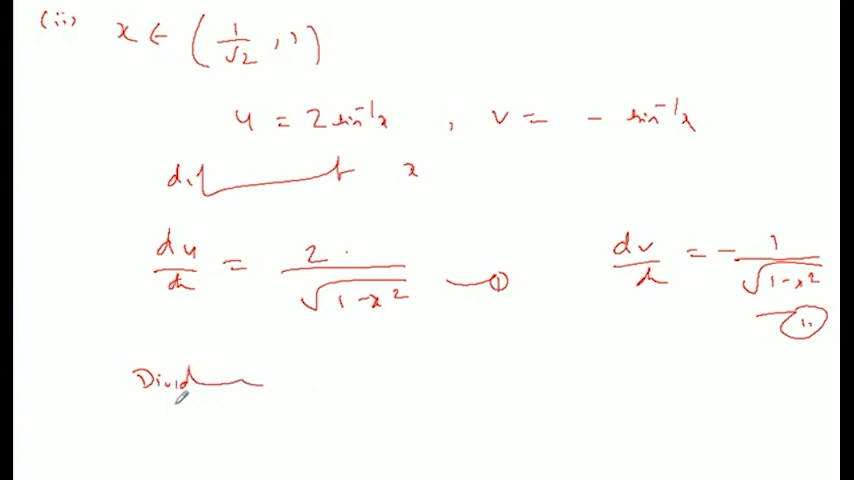 (ii) x ∈ (1/√2, 1)
u = 2 sin⁻¹x , v = - sin⁻¹x
x
du/dx = 2/√(1-x²) —① dv/dx = - 1/√(1-x²)
—(ii)
Divid